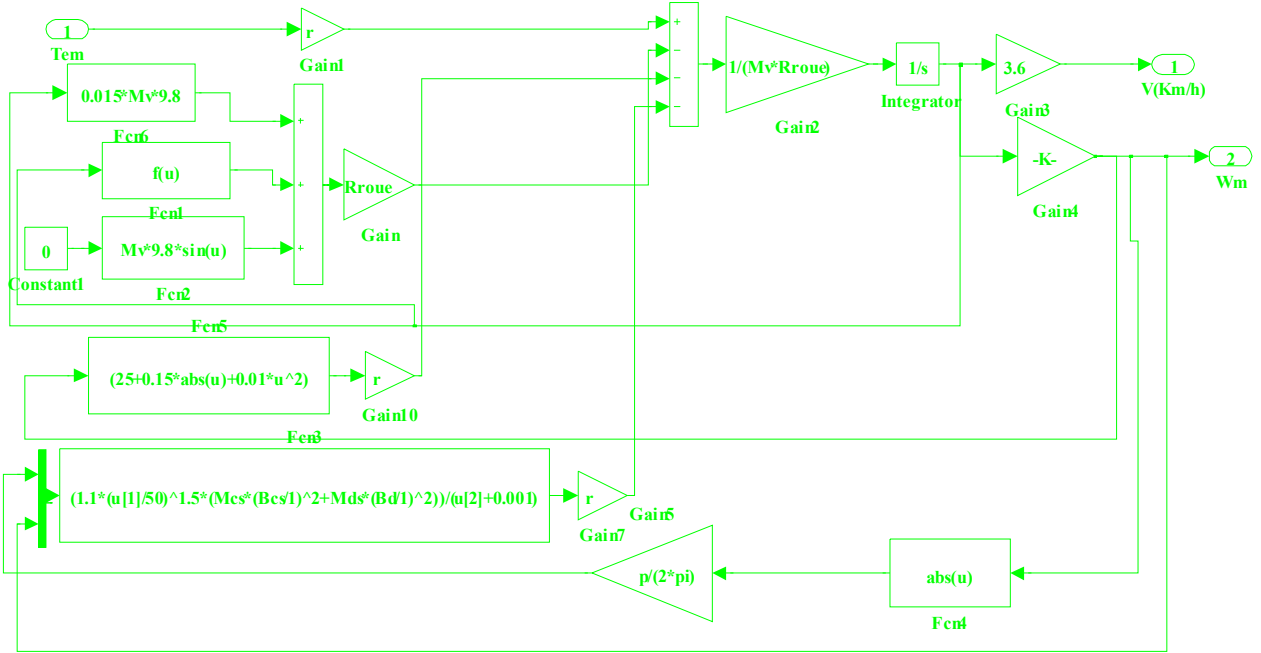 1
Tem
r
Gain1
+
−
−
−
1/(Mv*Rroue)
Gain2
1/s
Integrator
3.6
Gain3
1
V(Km/h)
0.015*Mv*9.8
Fcn6
f(u)
Fcn1
0
Constant1
Mv*9.8*sin(u)
Fcn2
+
+
+
Rroue
Gain
-K-
Gain4
2
Wm
Fcn5
(25+0.15*abs(u)+0.01*u^2)
r
Gain10
Fcn3
(1.1*(u[1]/50)^1.5*(Mcs*(Bcs/1)^2+Mds*(Bd/1)^2))/(u[2]+0.001)
r
Gain7
Gain5
p/(2*pi)
abs(u)
Fcn4